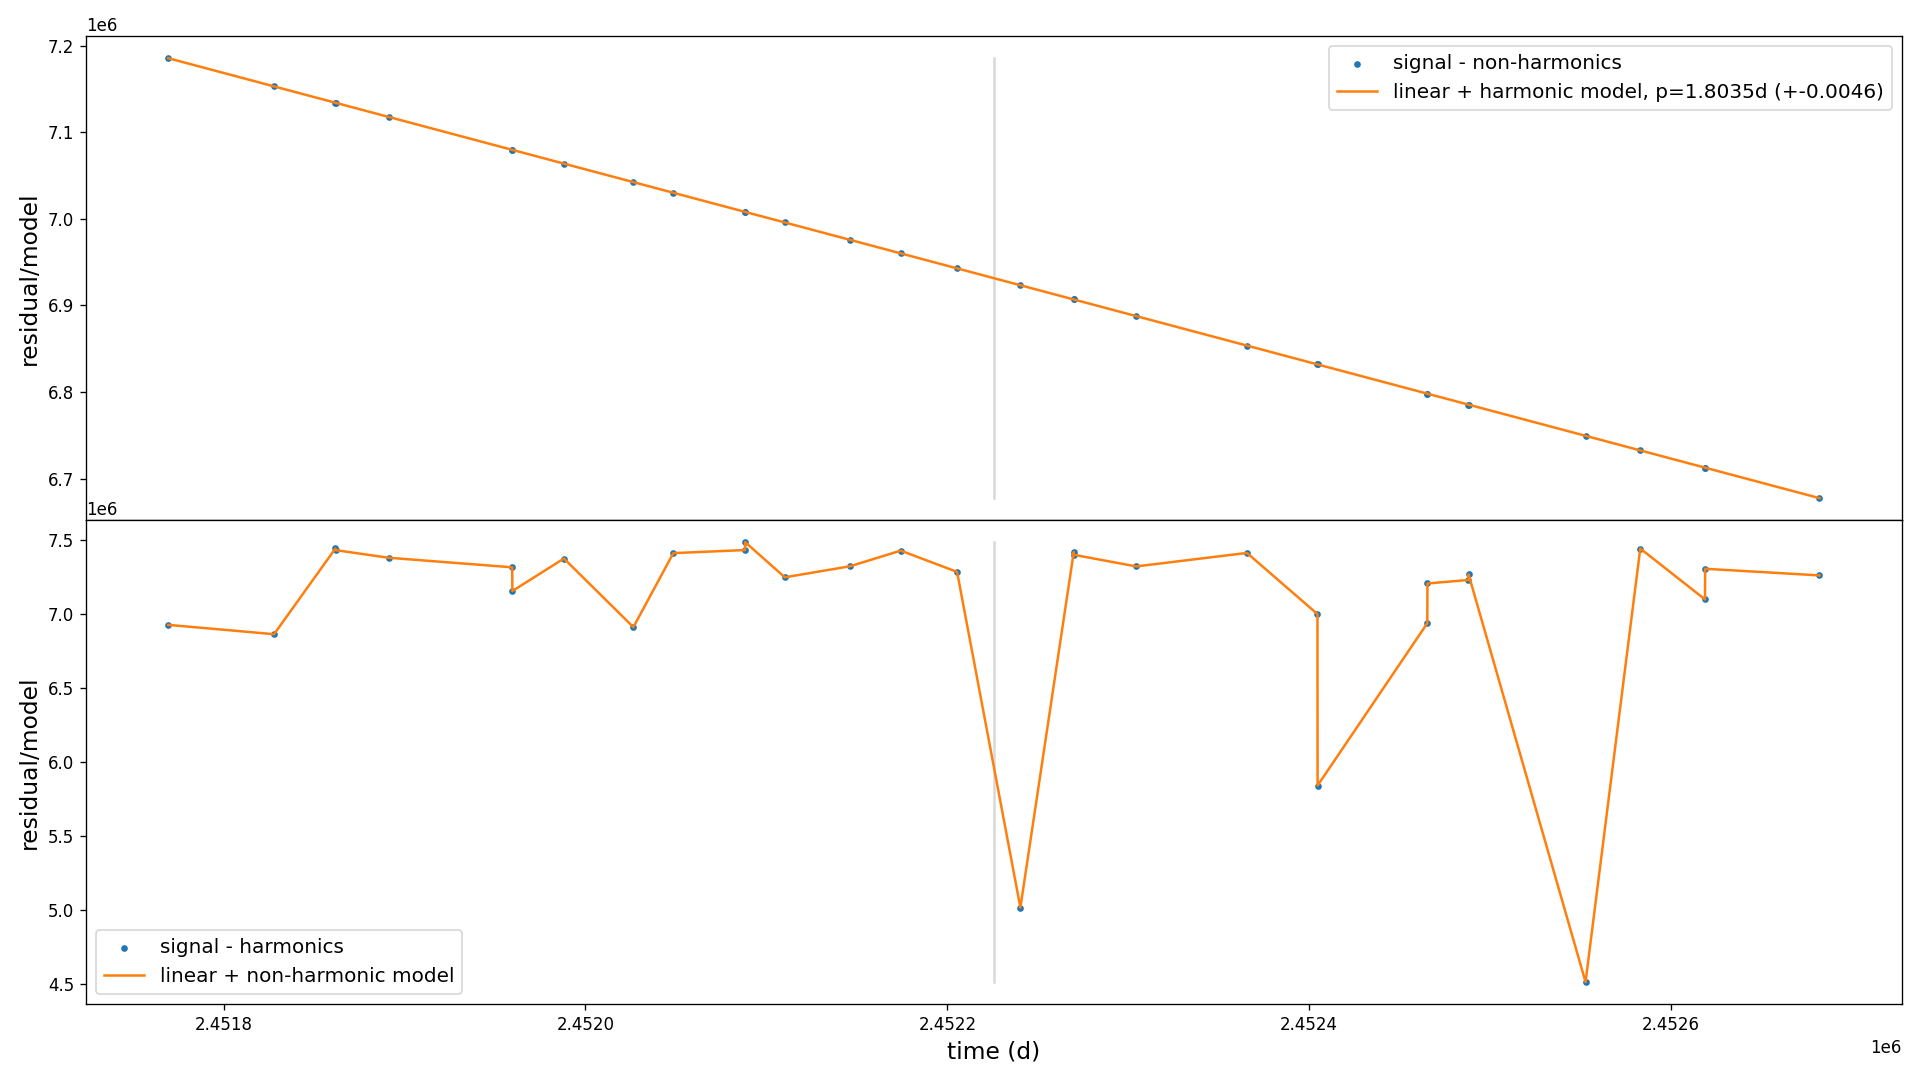 1e6
7.2
signal - non-harmonics
linear + harmonic model, p=1.8035d (+-0.0046)
7.1
7.0
6.9
6.8
6.7
residual/model
1e6
7.5
7.0
6.5
6.0
5.5
5.0
4.5
residual/model
signal - harmonics
linear + non-harmonic model
2.4518 2.4520 2.4522 2.4524 2.4526
1e6
time (d)